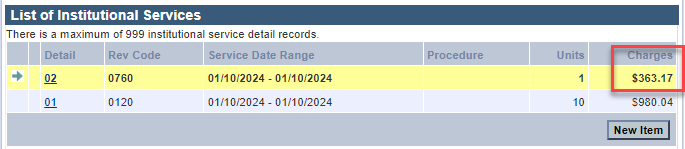 List of Institutional Services
There is a maximum of 999 institutional service detail records.
Detail Rev Code Service Date Range Procedure Units Charges
02 0760 01/10/2024 - 01/10/2024 1 $363.17
01 0120 01/10/2024 - 01/10/2024 10 $980.04
New Item